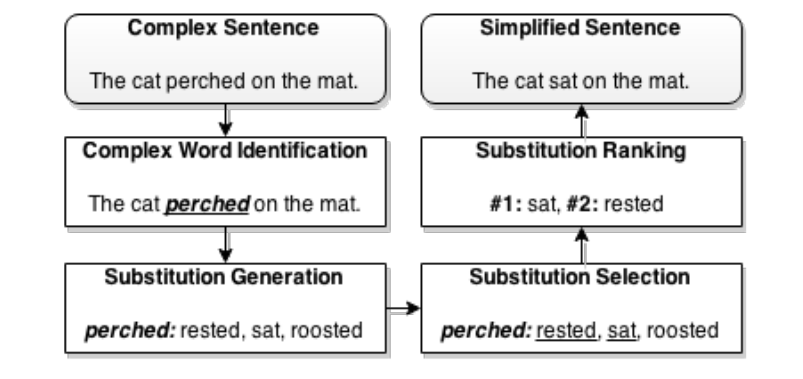 Complex Sentence
The cat perched on the mat.
Complex Word Identification
The cat perched on the mat.
Substitution Generation
perched: rested, sat, roosted
Substitution Selection
perched: rested, sat, roosted
Substitution Ranking
#1: sat, #2: rested
Simplified Sentence
The cat sat on the mat.